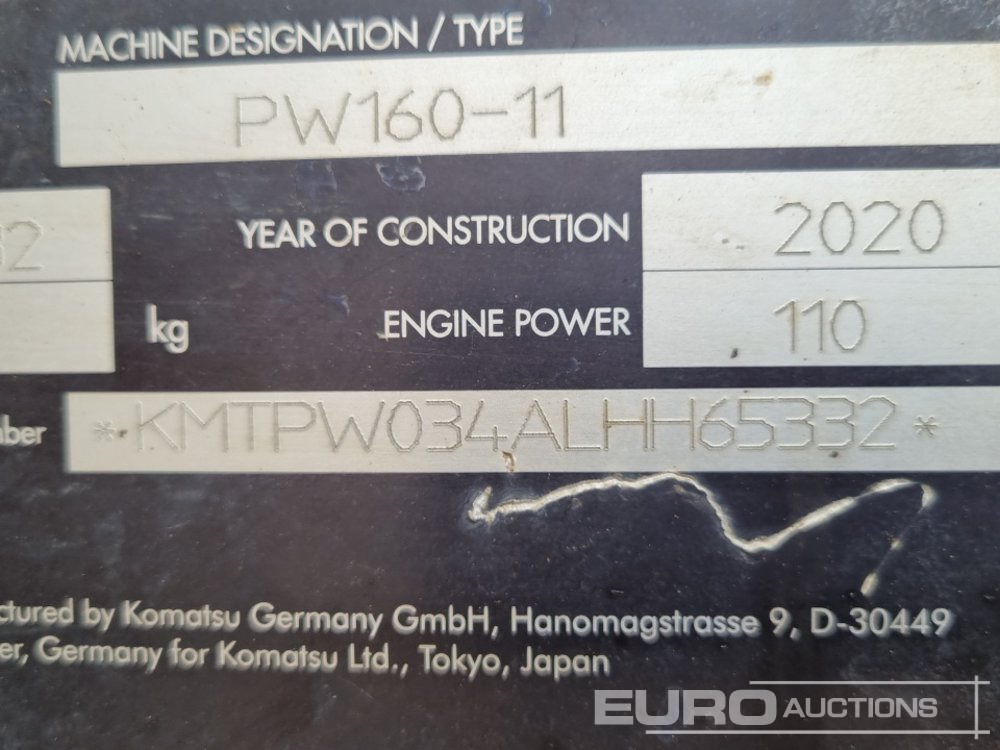 MACHINE DESIGNATION / TYPE
PW160-11
YEAR OF CONSTRUCTION 2020
kg ENGINE POWER 110
*KMTPW034ALHH65332*
Komatsu Germany GmbH, Hanomagstrasse 9, D-30449
Germany for Komatsu Ltd., Tokyo, Japan
EURO AUCTIONS